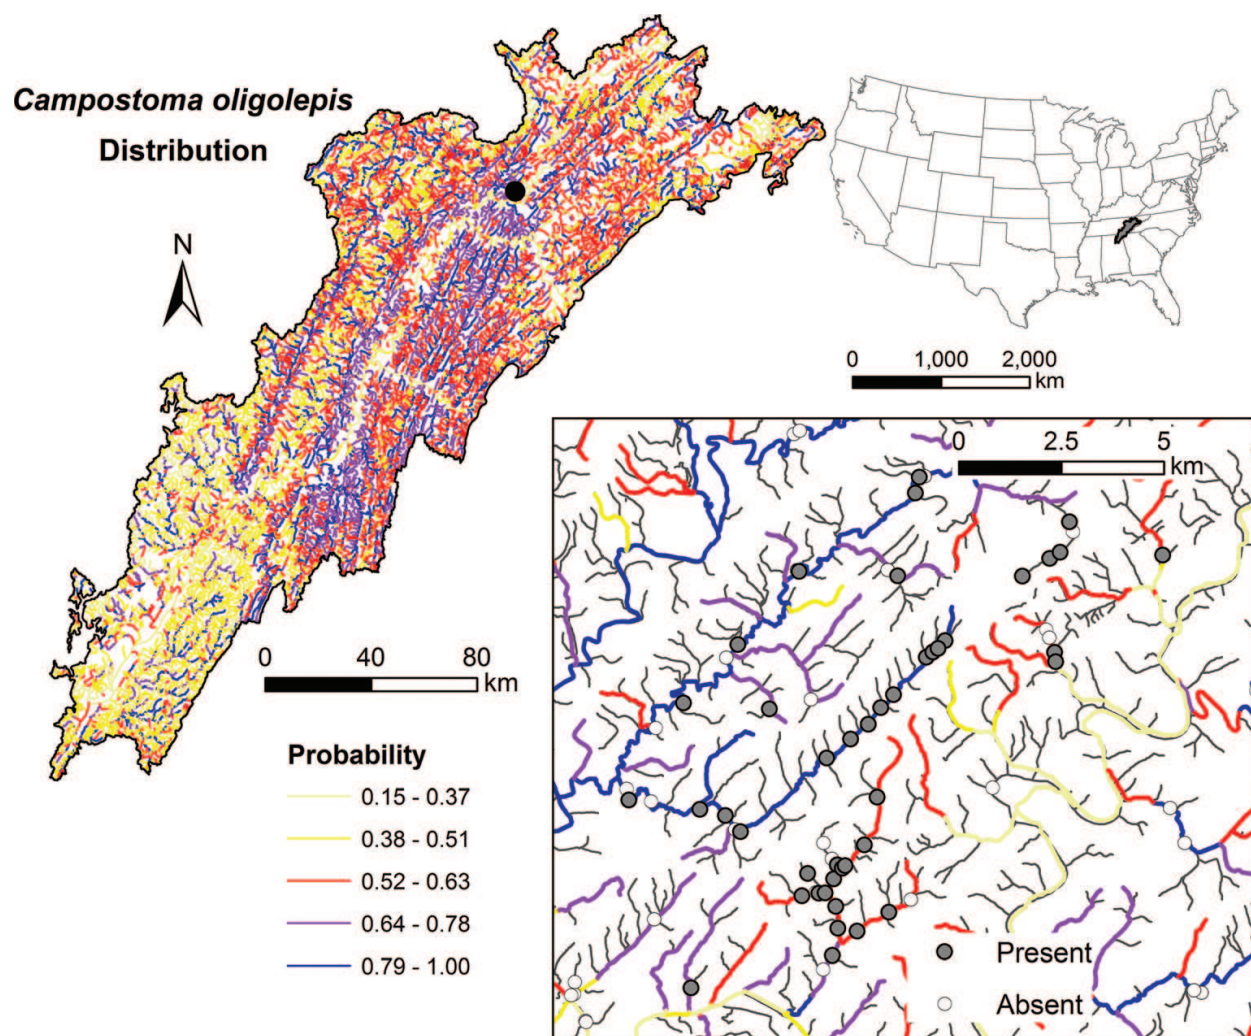 Campostoma oligolepis
Distribution
N
0 1,000 2,000
km
0 2.5 5
km
0 40 80
km
Probability
0.15 - 0.37
0.38 - 0.51
0.52 - 0.63
0.64 - 0.78
0.79 - 1.00
Present
Absent